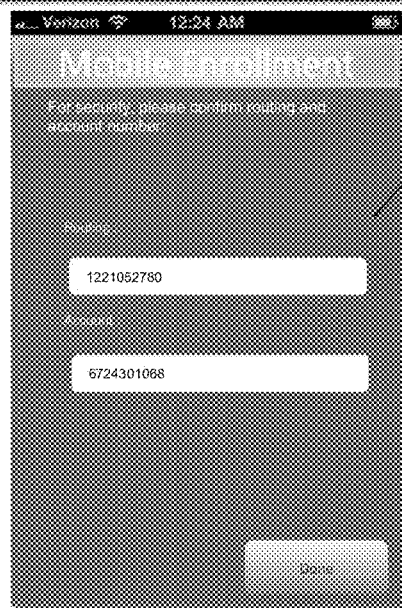 Verizon 12:24 AM
Mobile Enrollment
For security, please confirm routing and
account number
Routing
1221052780
Account
6724301068
Done